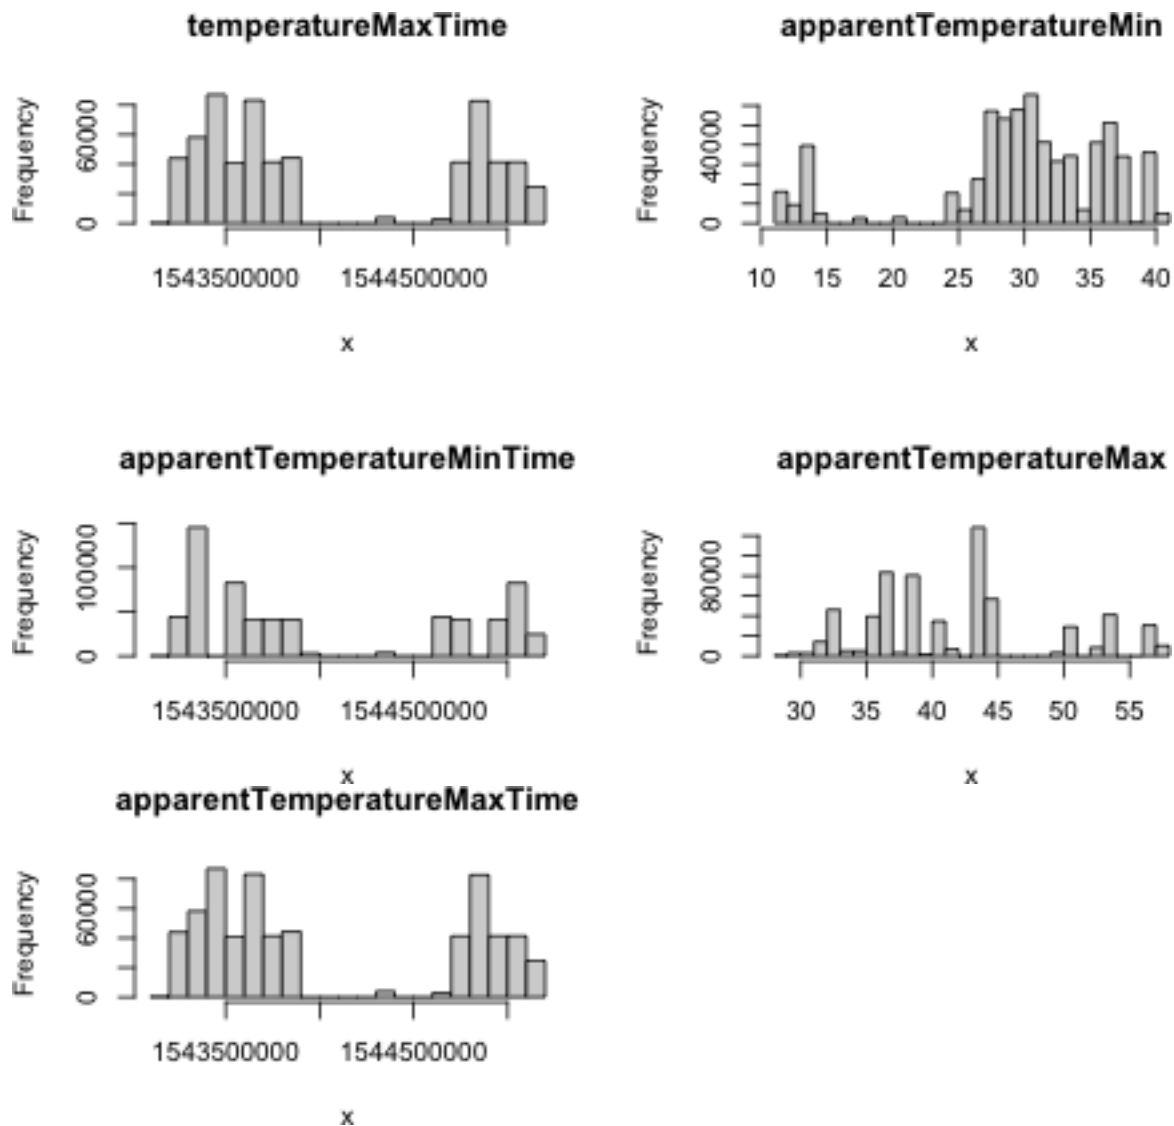 temperatureMaxTime
Frequency
0 60000
1543500000 1544500000
x
apparentTemperatureMin
Frequency
0 40000
10 15 20 25 30 35 40
x
apparentTemperatureMinTime
Frequency
0 100000
1543500000 1544500000
x
apparentTemperatureMax
Frequency
0 80000
30 35 40 45 50 55
x
apparentTemperatureMaxTime
Frequency
0 60000
1543500000 1544500000
x